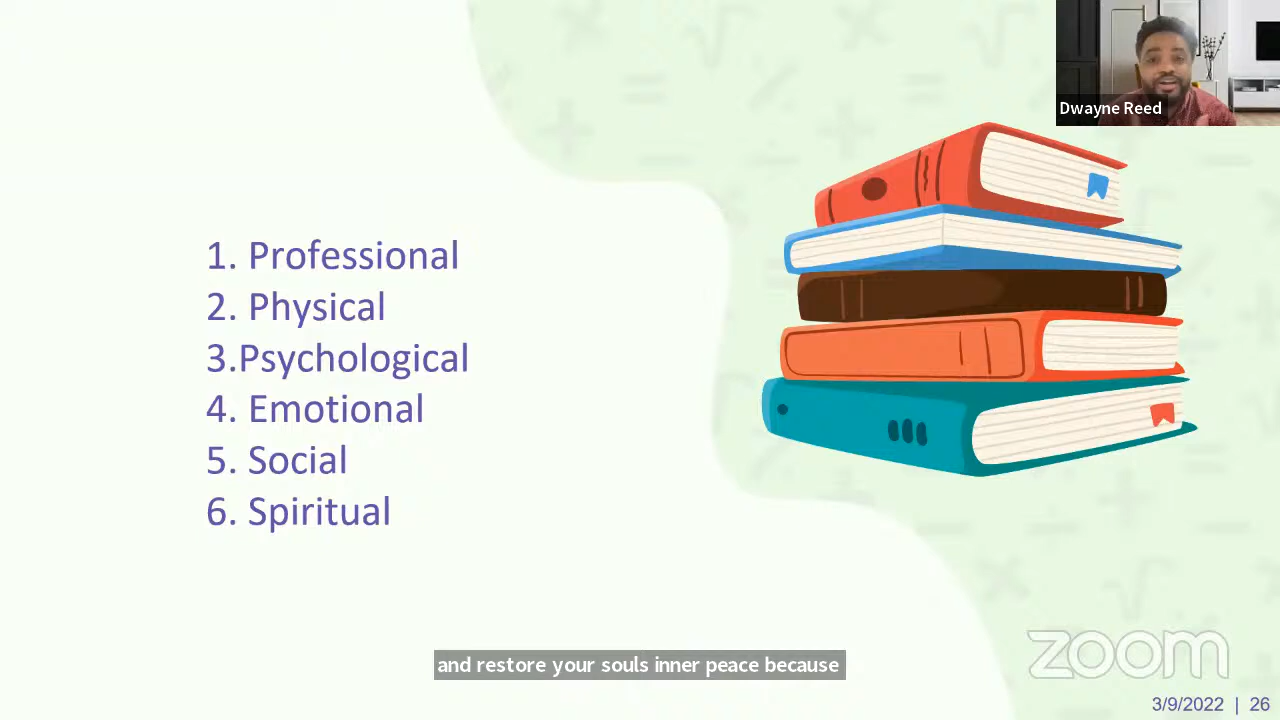 Dwayne Reed
1. Professional
2. Physical
3.Psychological
4. Emotional
5. Social
6. Spiritual
and restore your souls inner peace because
zoom
3/9/2022 | 26